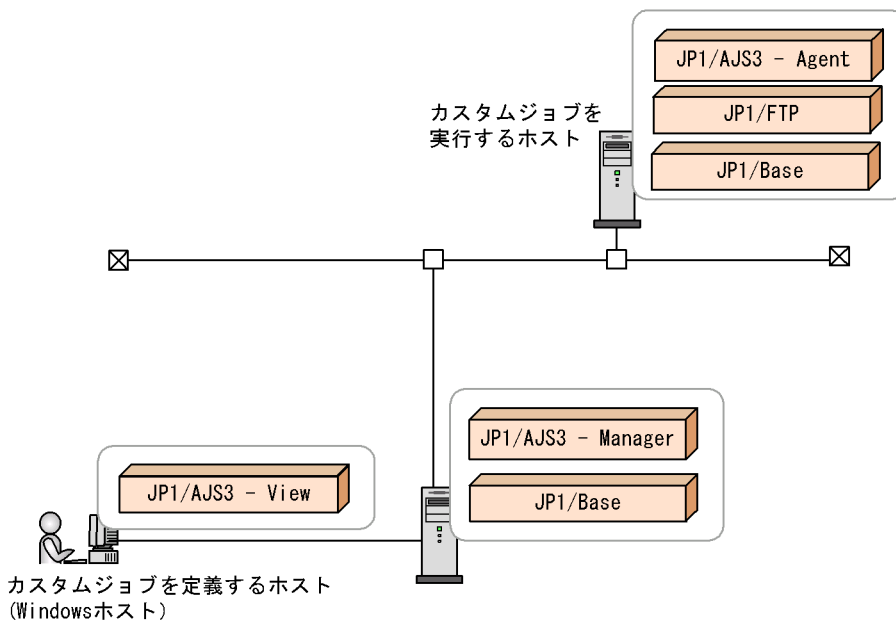 JP1/AJS3 - Agent
カスタムジョブを
実行するホスト
JP1/FTP
JP1/Base
JP1/AJS3 - Manager
JP1/Base
JP1/AJS3 - View
カスタムジョブを定義するホスト
(Windowsホスト)